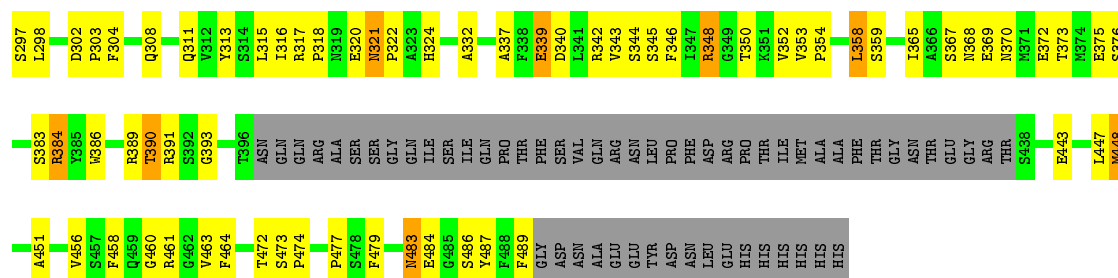 S297 L298 D302 P303 F304 Q308 Q311 V312 Y313 S314 L315 I316 R317 P318 N319 E320 N321 P322 A323 H324 A332 A337 F338 E339 D340 L341 R342 V343 S344 S345 F346 I347 R348 G349 T350 K351 V352 V353 P354 L358 S359 I365 A366 S367 N368 E369 N370 M371 E372 T373 M374 E375 S376
S383 R384 Y385 W386 R389 T390 R391 S392 G393 T396 ASN GLN GLN ARG ALA SER SER GLY GLN ILE SER ILE GLN PRO THR PHE SER VAL GLN ARG ASN LEU PRO PHE ASP ARG PRO THR ILE MET ALA ALA PHE THR GLY ASN THR GLU GLY ARG THR S438 E443 L447 M448
A451 V456 S457 F458 Q459 G460 R461 G462 V463 F464 T472 S473 P474 P477 S478 F479 N483 E484 G485 S486 Y487 F488 F489 GLY ASP ASN ALA GLU GLU TYR ASP ASN LEU GLU HIS HIS HIS HIS HIS HIS